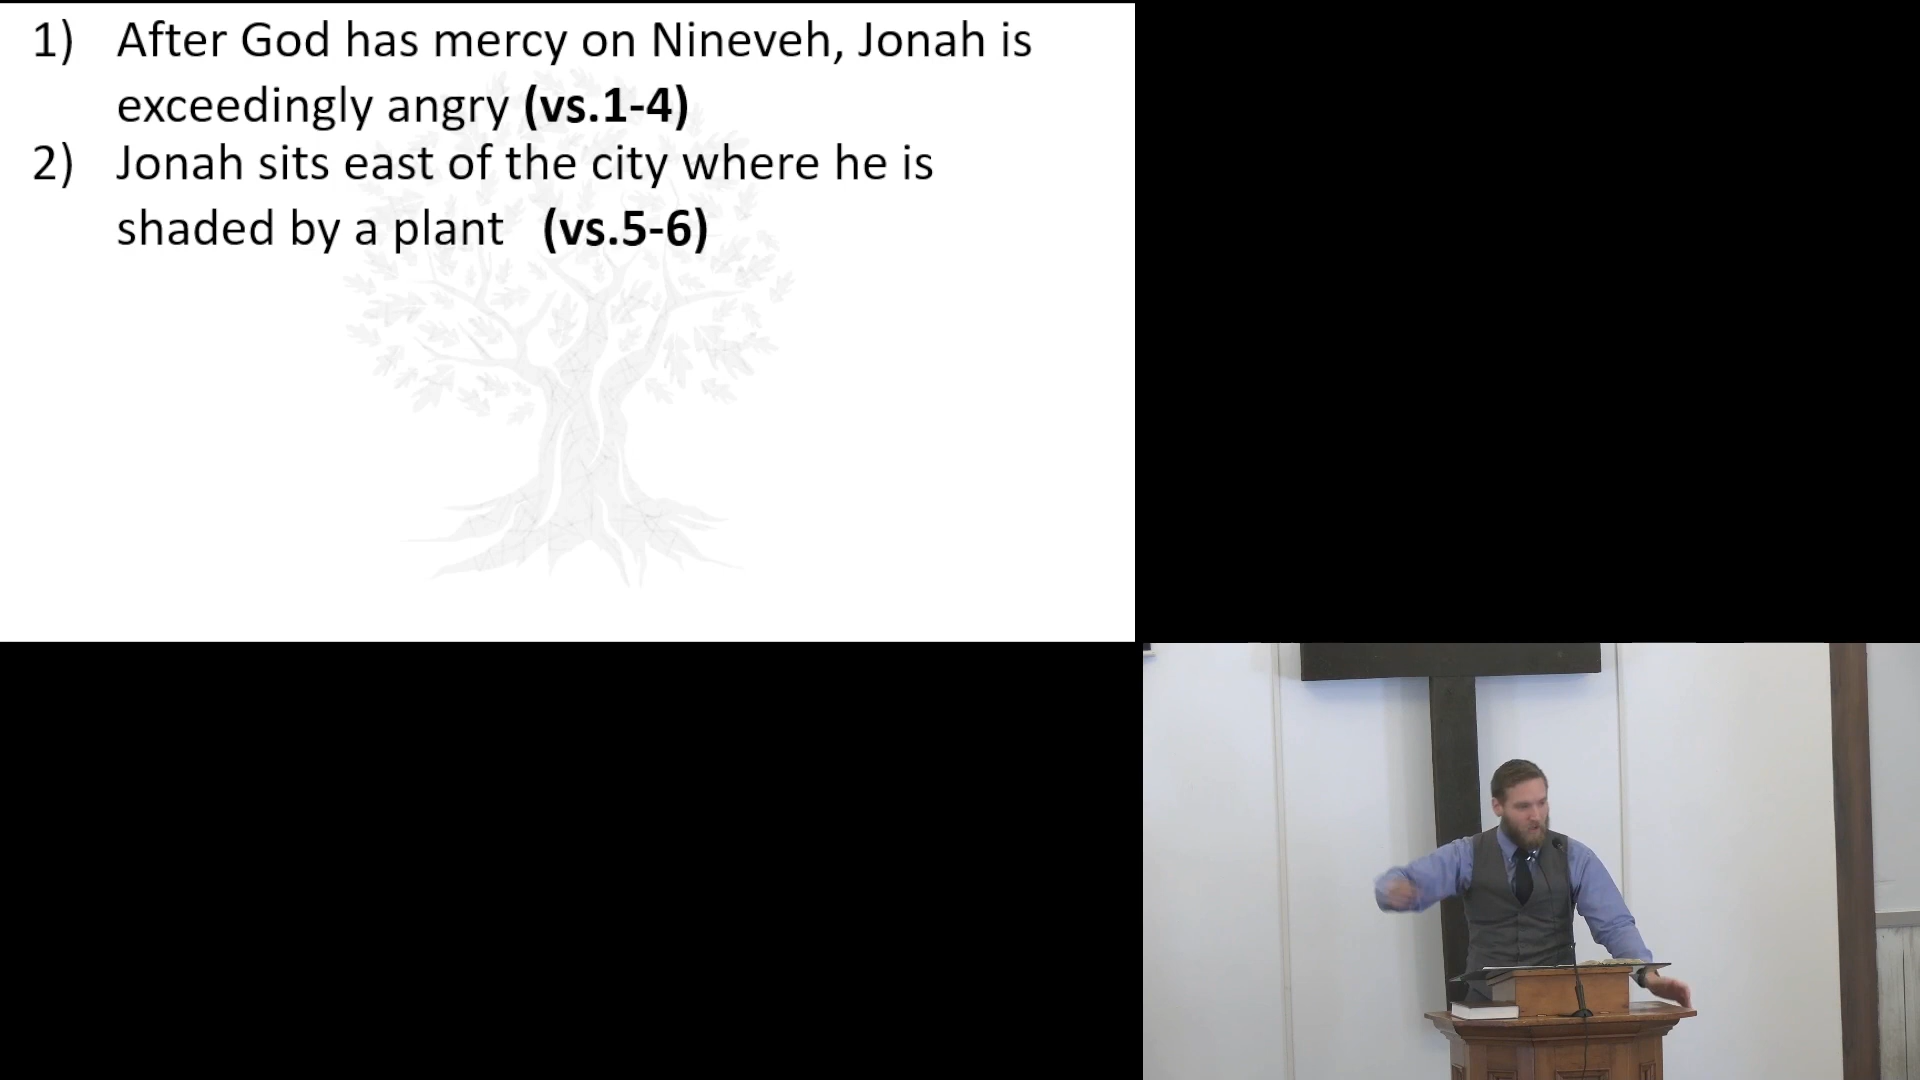 1) After God has mercy on Nineveh, Jonah is
exceedingly angry (vs.1-4)
2) Jonah sits east of the city where he is
shaded by a plant (vs.5-6)